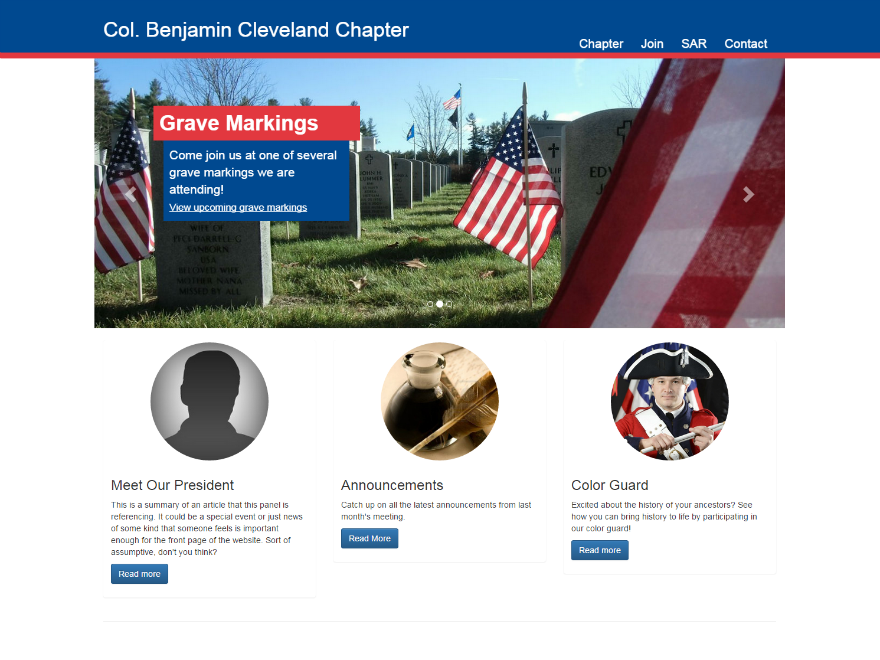 Col. Benjamin Cleveland Chapter
Chapter Join SAR Contact
Grave Markings
Come join us at one of several
grave markings we are
attending!
View upcoming grave markings
WIFE OF
VANBORN
USA
BELOVED WIFE
MOTHER NANA
MISSED BY ALL
Meet Our President
This is a summary of an article that this panel is
referencing. It could be a special event or just news
of some kind that someone feels is important
enough for the front page of the website. Sort of
assumptive, don't you think?
Read more
Announcements
Catch up on all the latest announcements from last
month's meeting.
Read More
Color Guard
Excited about the history of your ancestors? See
how you can bring history to life by participating in
our color guard!
Read more